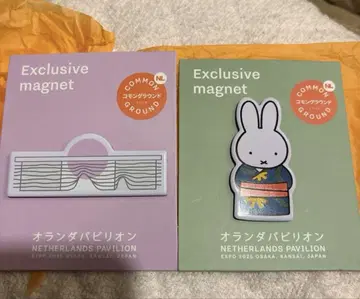 Exclusive
magnet
COMMON
NL
コモングラウンド
GROUND
オランダパビリオン
NETHERLANDS PAVILION
EXPO 2025 OSAKA, KANSAI, JAPAN
Exclusive
magnet
COMMON
NL
コモングラウンド
GROUND
オランダパビリオン
NETHERLANDS PAVILION
EXPO 2025 OSAKA, KANSAI, JAPAN